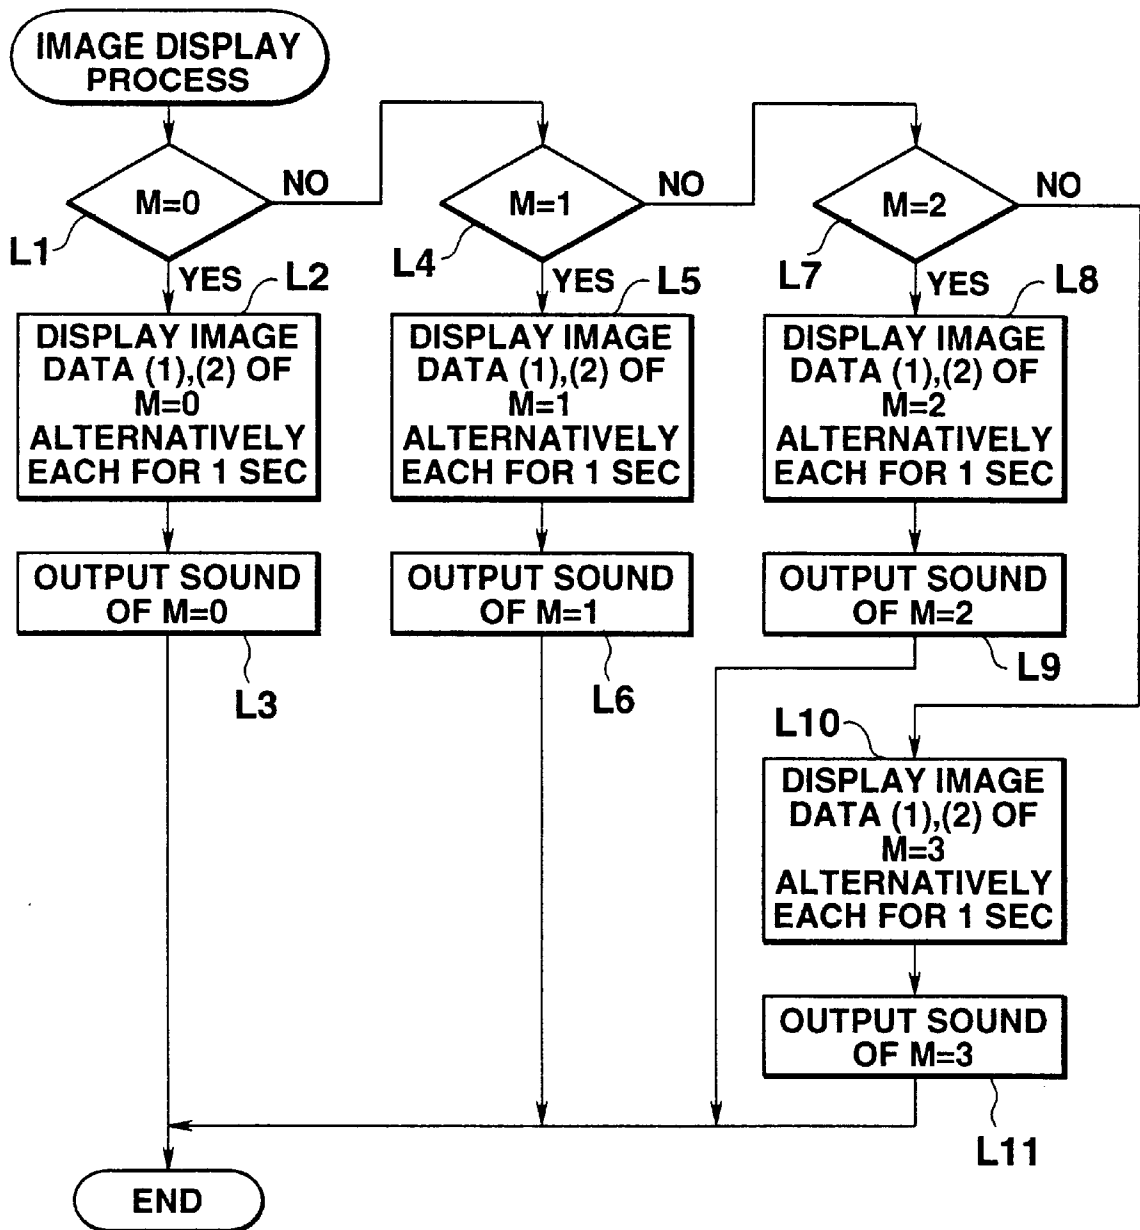 IMAGE DISPLAY
PROCESS
M=0
NO
L1
YES
L2
DISPLAY IMAGE
DATA (1),(2) OF
M=0
ALTERNATIVELY
EACH FOR 1 SEC
OUTPUT SOUND
OF M=0
L3
M=1
NO
L4
YES
L5
DISPLAY IMAGE
DATA (1),(2) OF
M=1
ALTERNATIVELY
EACH FOR 1 SEC
OUTPUT SOUND
OF M=1
L6
M=2
NO
L7
YES
L8
DISPLAY IMAGE
DATA (1),(2) OF
M=2
ALTERNATIVELY
EACH FOR 1 SEC
OUTPUT SOUND
OF M=2
L9
L10
DISPLAY IMAGE
DATA (1),(2) OF
M=3
ALTERNATIVELY
EACH FOR 1 SEC
OUTPUT SOUND
OF M=3
L11
END